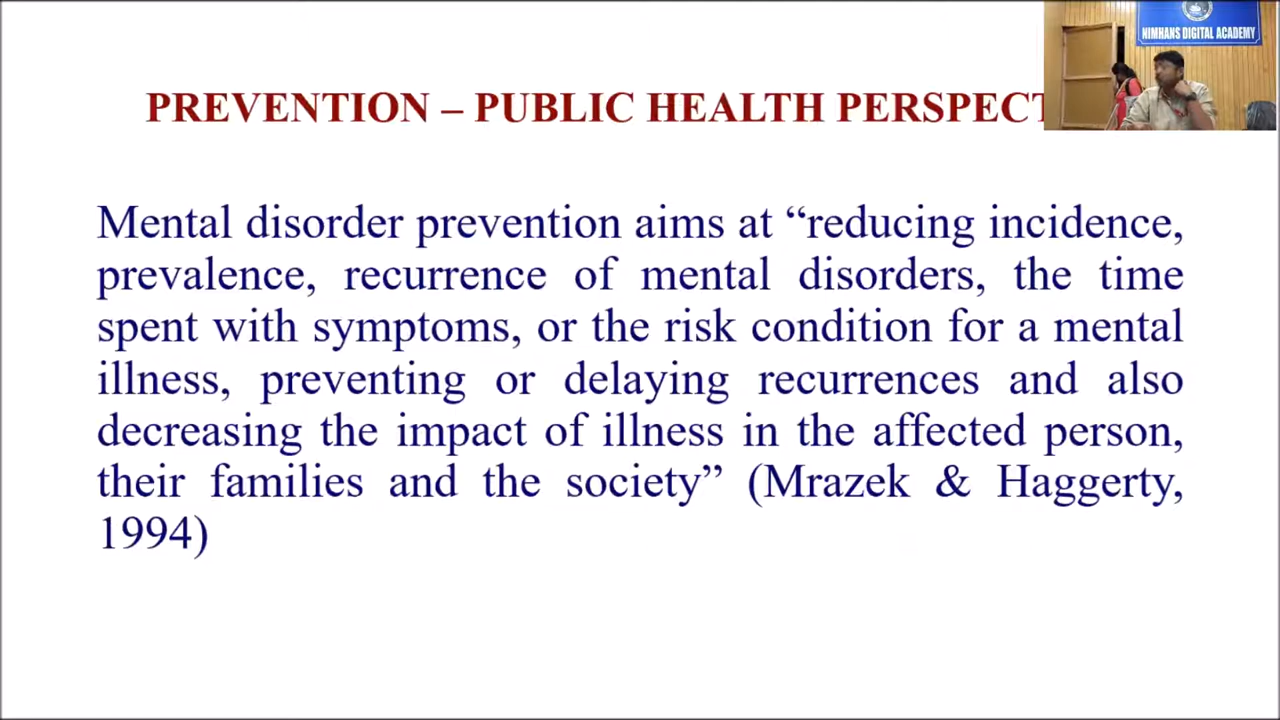 NIMHANS DIGITAL ACADEMY
PREVENTION – PUBLIC HEALTH
Mental disorder prevention aims at “reducing incidence,
prevalence, recurrence of mental disorders, the time
spent with symptoms, or the risk condition for a mental
illness, preventing or delaying recurrences and also
decreasing the impact of illness in the affected person,
their families and the society” (Mrazek & Haggerty,
1994)